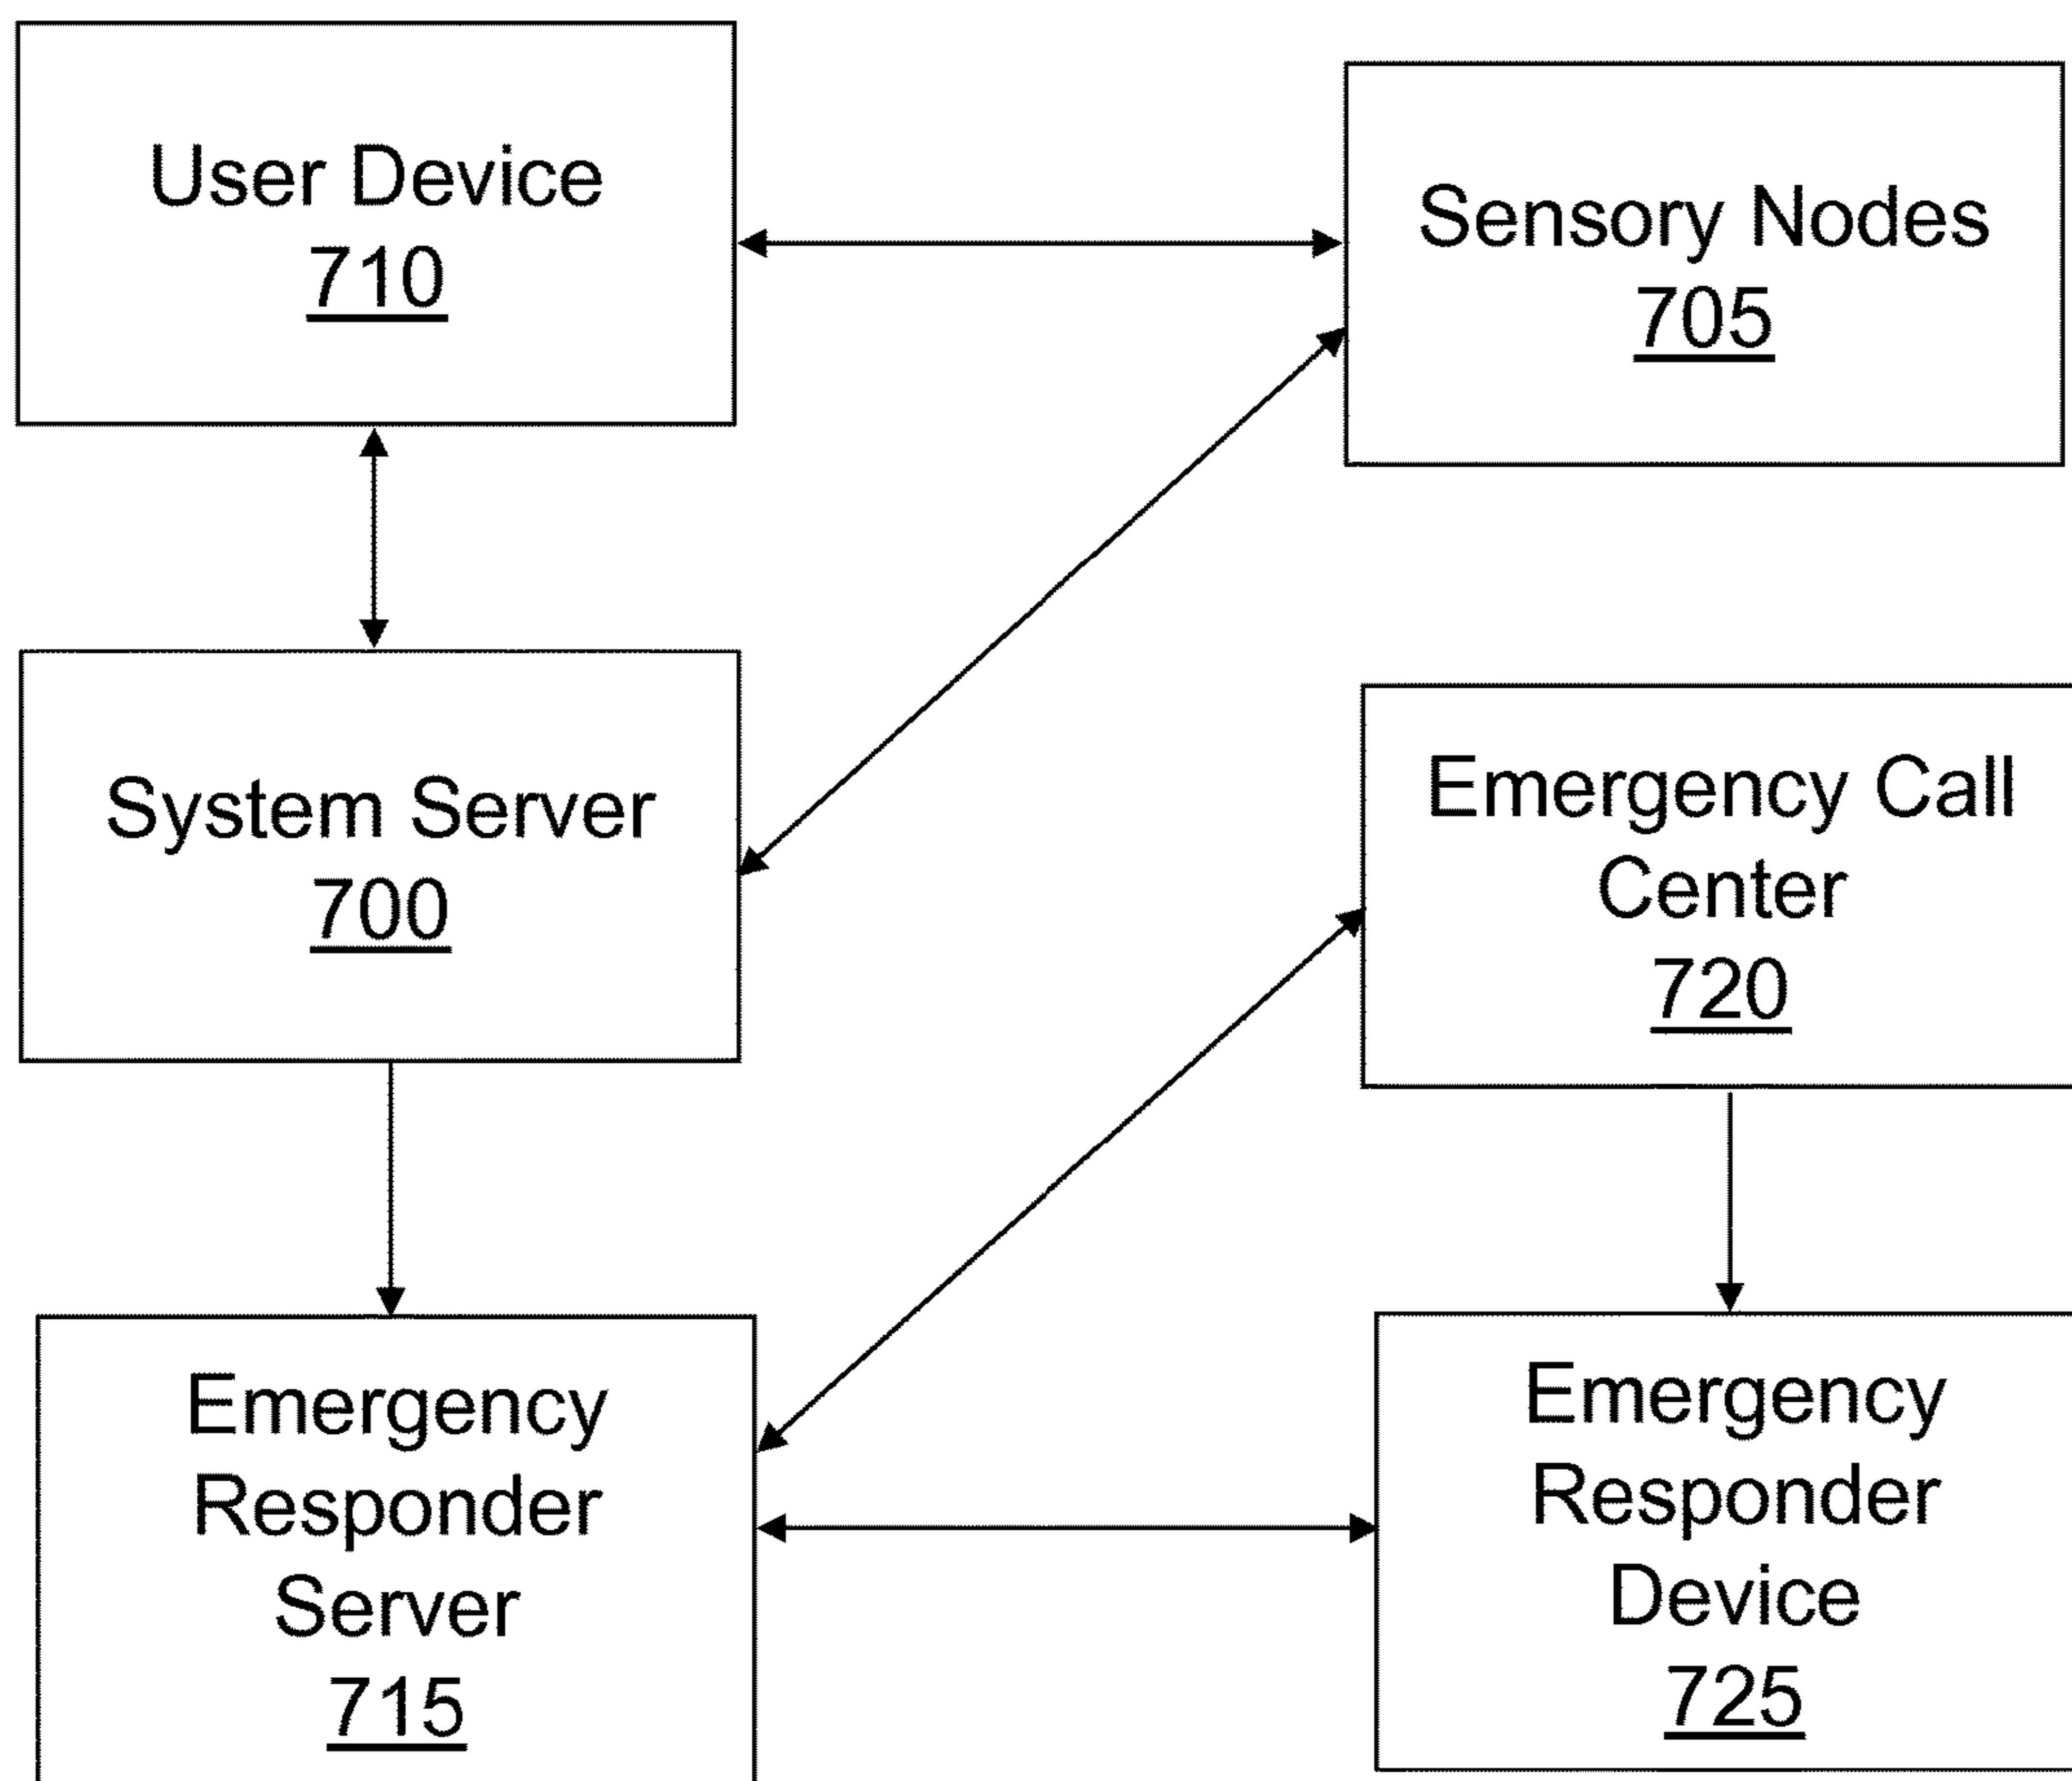 User Device
710
Sensory Nodes
705
System Server
700
Emergency Call
Center
720
Emergency
Responder
Server
715
Emergency
Responder
Device
725